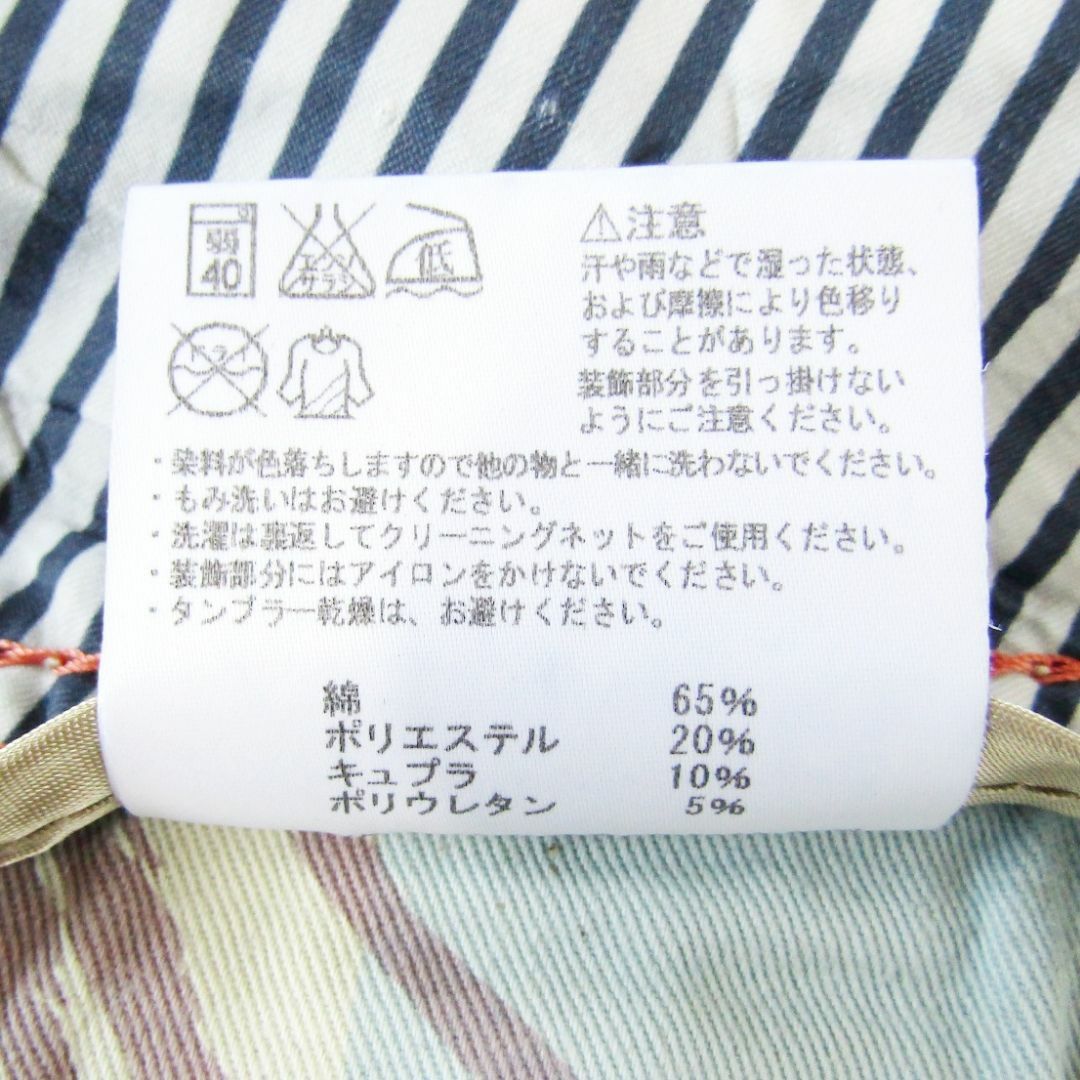 弱
40
エンソ
サラシ
低
ドライ
⚠注意
汗や雨などで湿った状態、
および摩擦により色移り
することがあります。
装飾部分を引っ掛けない
ようにご注意ください。
・染料が色落ちしますので他の物と一緒に洗わないでください。
・もみ洗いはお避けください。
・洗濯は裏返してクリーニングネットをご使用ください。
・装飾部分にはアイロンをかけないでください。
・タンブラー乾燥は、お避けください。
綿 65%
ポリエステル 20%
キュプラ 10%
ポリウレタン 5%